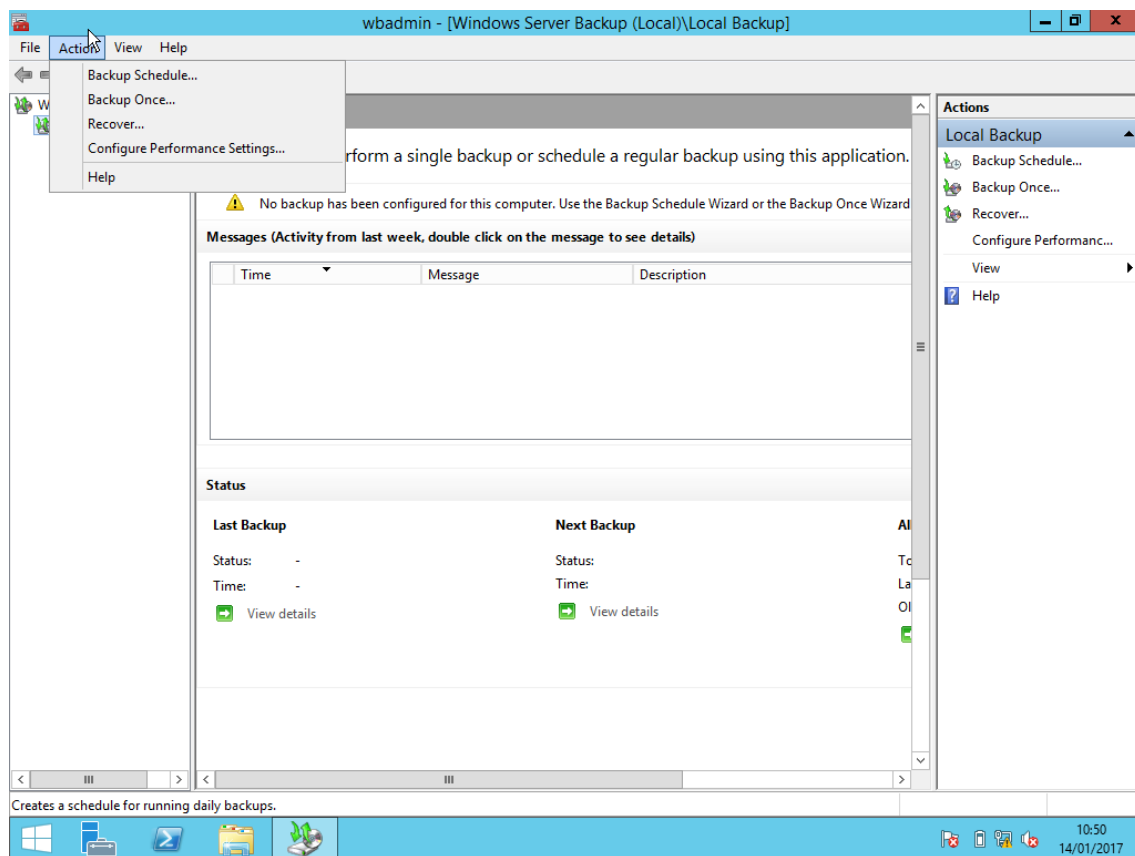 wbadmin - [Windows Server Backup (Local)\Local Backup]
File Action View Help
Backup Schedule...
Backup Once...
Recover...
Configure Performance Settings...
Help
W
rform a single backup or schedule a regular backup using this application.
No backup has been configured for this computer. Use the Backup Schedule Wizard or the Backup Once Wizard
Messages (Activity from last week, double click on the message to see details)
Time Message Description
Status
Last Backup Next Backup Al
Status: - Status: To
Time: - Time: La
View details View details Ol
Actions
Local Backup
Backup Schedule...
Backup Once...
Recover...
Configure Performanc...
View
Help
Creates a schedule for running daily backups.
10:50
14/01/2017